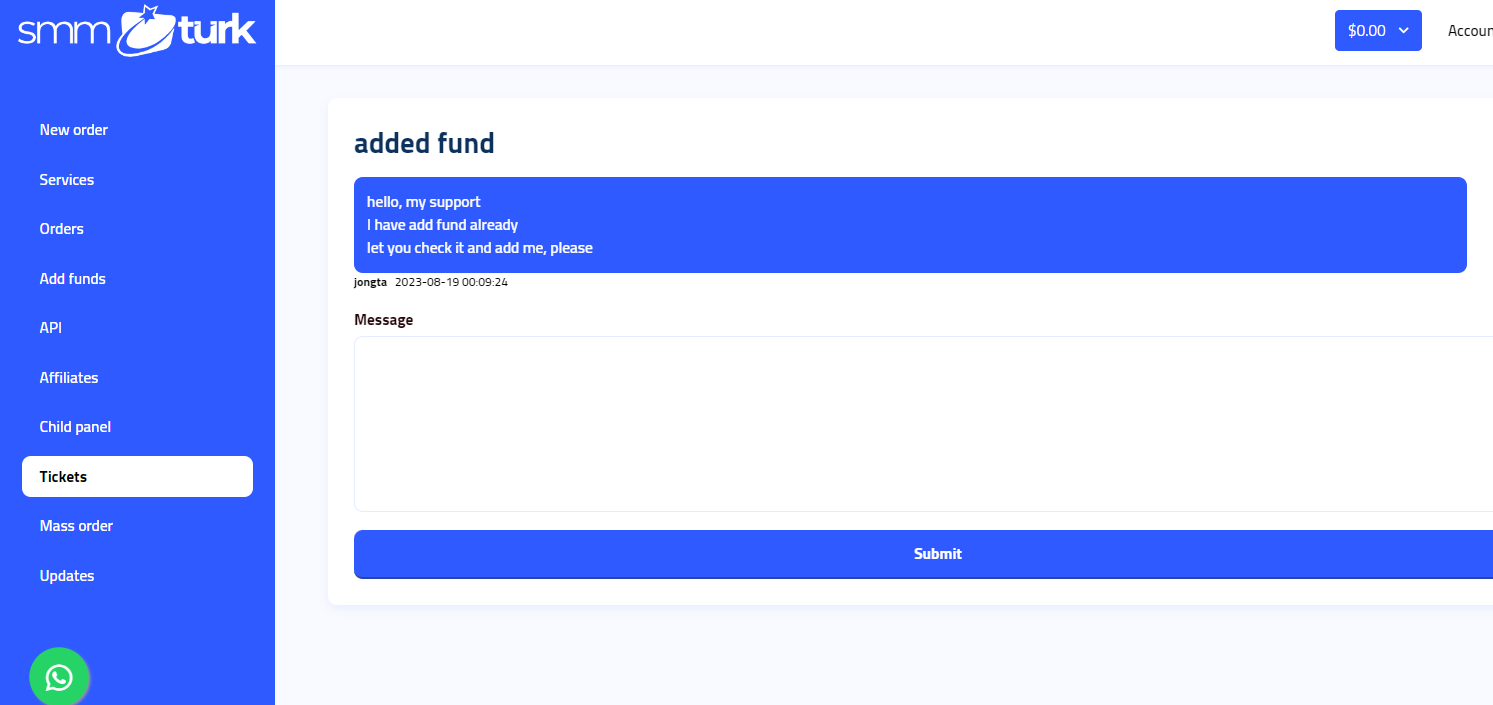 smm turk
$0.00
Accoun
New order
Services
Orders
Add funds
API
Affiliates
Child panel
Tickets
Mass order
Updates
added fund
hello, my support
I have add fund already
let you check it and add me, please
jongta 2023-08-19 00:09:24
Message
Submit